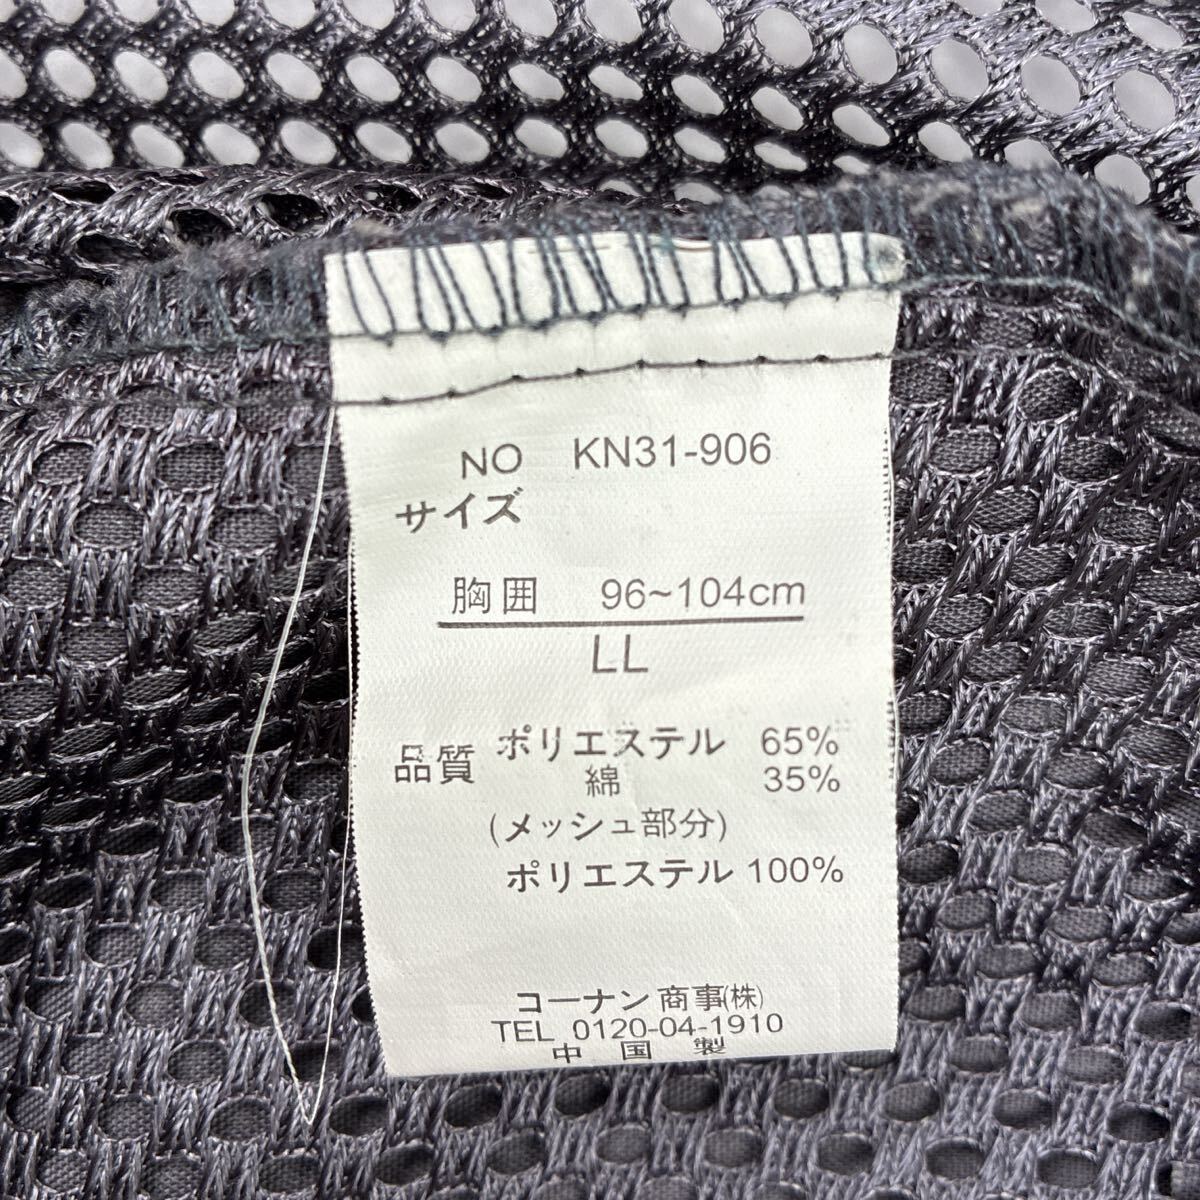 NO KN31-906
サイズ
胸囲 96~104cm
LL
品質 ポリエステル 65%
綿 35%
(メッシュ部分)
ポリエステル 100%
コーナン商事(株)
TEL 0120-04-1910
中国製